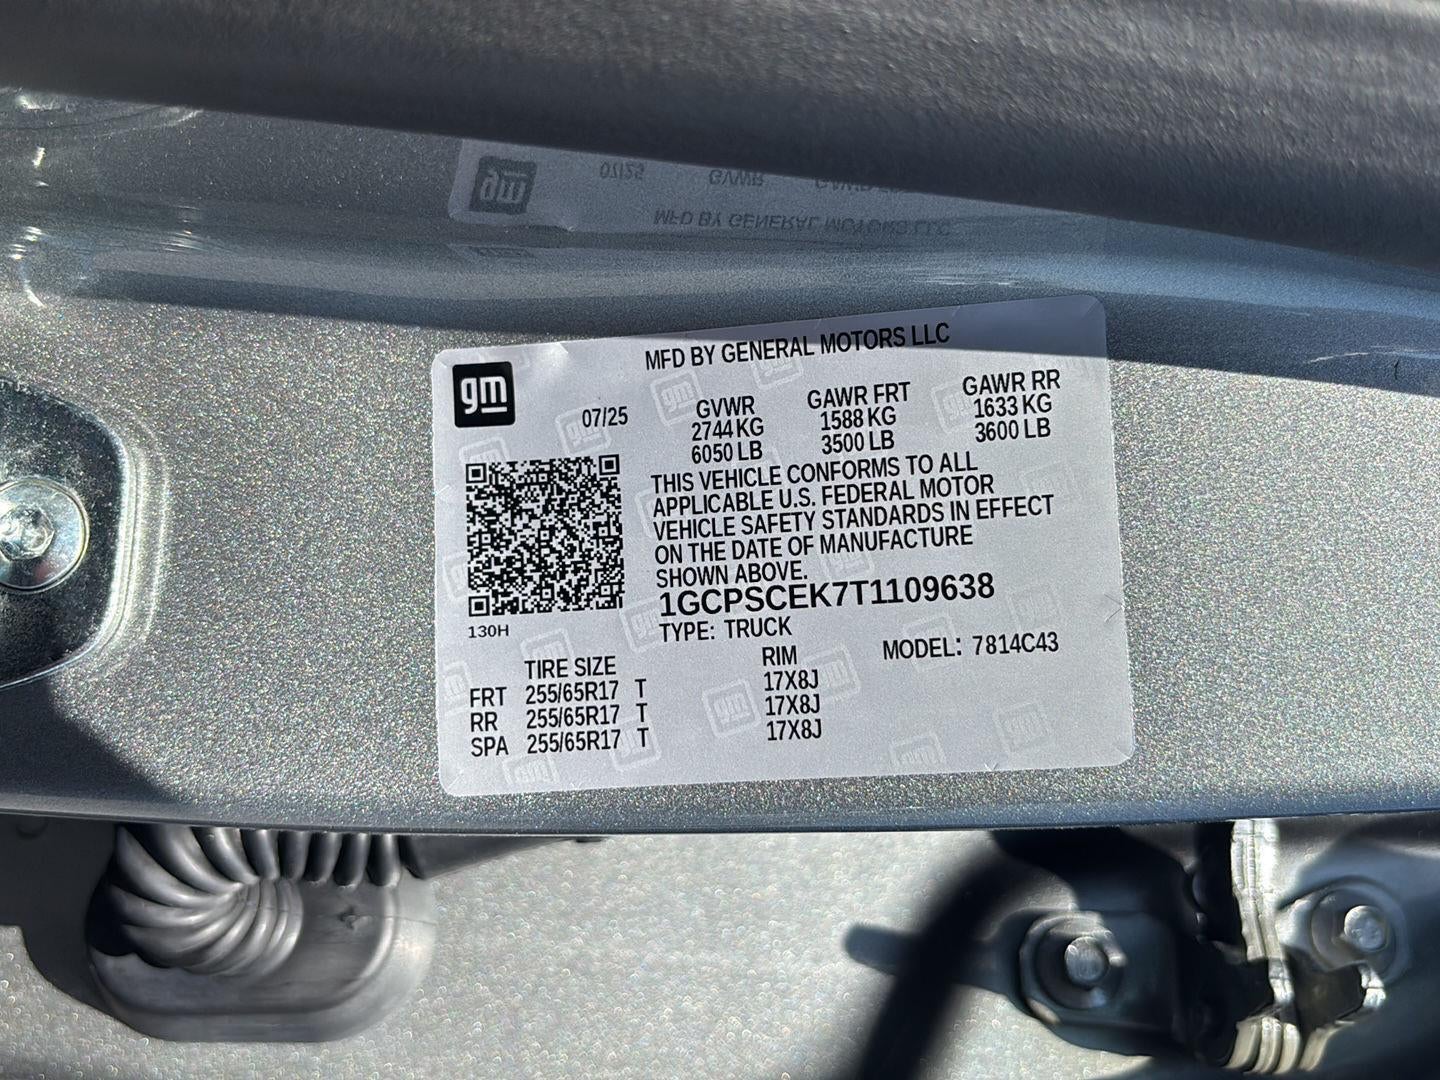 MFD BY GENERAL MOTORS LLC
gm
07/25
GVWR GAWR FRT GAWR RR
2744 KG 1588 KG 1633 KG
6050 LB 3500 LB 3600 LB
THIS VEHICLE CONFORMS TO ALL
APPLICABLE U.S. FEDERAL MOTOR
VEHICLE SAFETY STANDARDS IN EFFECT
ON THE DATE OF MANUFACTURE
SHOWN ABOVE.
1GCPSCEK7T1109638
130H
TYPE: TRUCK MODEL: 7814C43
TIRE SIZE RIM
FRT 255/65R17 T 17X8J
RR 255/65R17 T 17X8J
SPA 255/65R17 T 17X8J